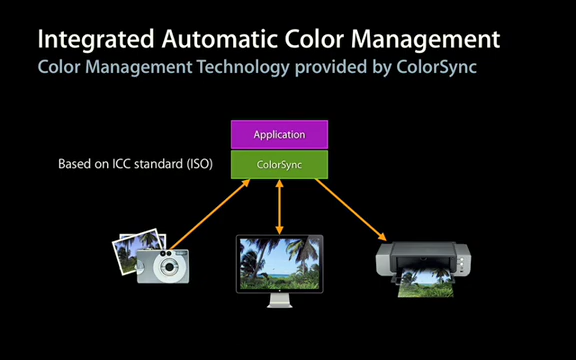 Integrated Automatic Color Management
Color Management Technology provided by ColorSync
Application
Based on ICC standard (ISO)
ColorSync